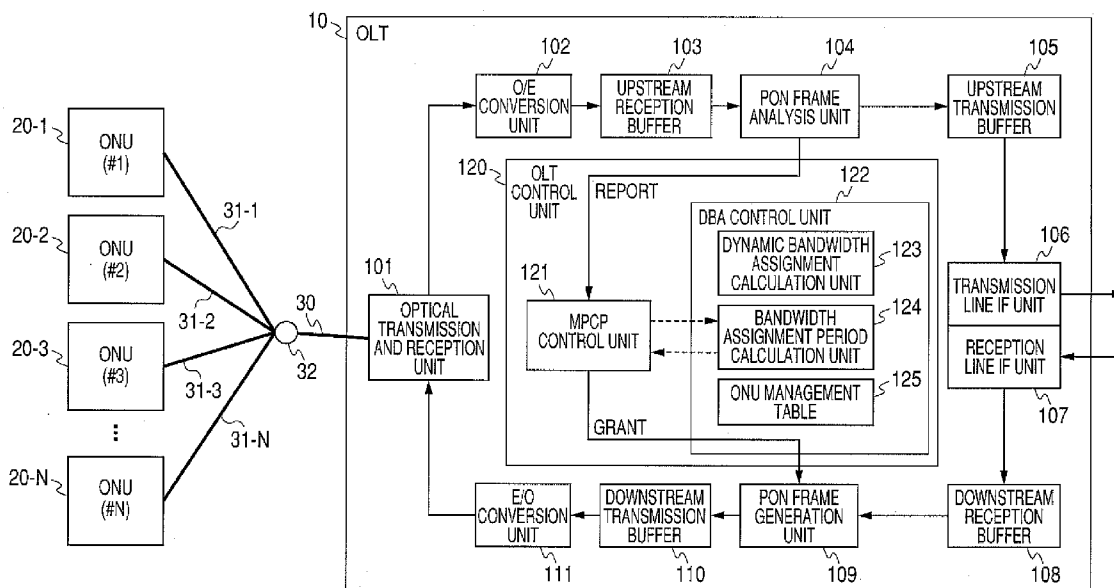 10
OLT
102
O/E
CONVERSION
UNIT
103
UPSTREAM
RECEPTION
BUFFER
104
PON FRAME
ANALYSIS UNIT
105
UPSTREAM
TRANSMISSION
BUFFER
20-1
ONU
(#1)
20-2
ONU
(#2)
20-3
ONU
(#3)
...
20-N
ONU
(#N)
31-1
31-2
31-3
31-N
30
32
101
OPTICAL
TRANSMISSION
AND RECEPTION
UNIT
120
OLT
CONTROL
UNIT
REPORT
121
MPCP
CONTROL UNIT
GRANT
122
DBA CONTROL UNIT
DYNAMIC BANDWIDTH
ASSIGNMENT
CALCULATION UNIT
123
BANDWIDTH
ASSIGNMENT PERIOD
CALCULATION UNIT
124
ONU MANAGEMENT
TABLE
125
106
TRANSMISSION
LINE IF UNIT
RECEPTION
LINE IF UNIT
107
E/O
CONVERSION
UNIT
111
DOWNSTREAM
TRANSMISSION
BUFFER
110
PON FRAME
GENERATION
UNIT
109
DOWNSTREAM
RECEPTION
BUFFER
108